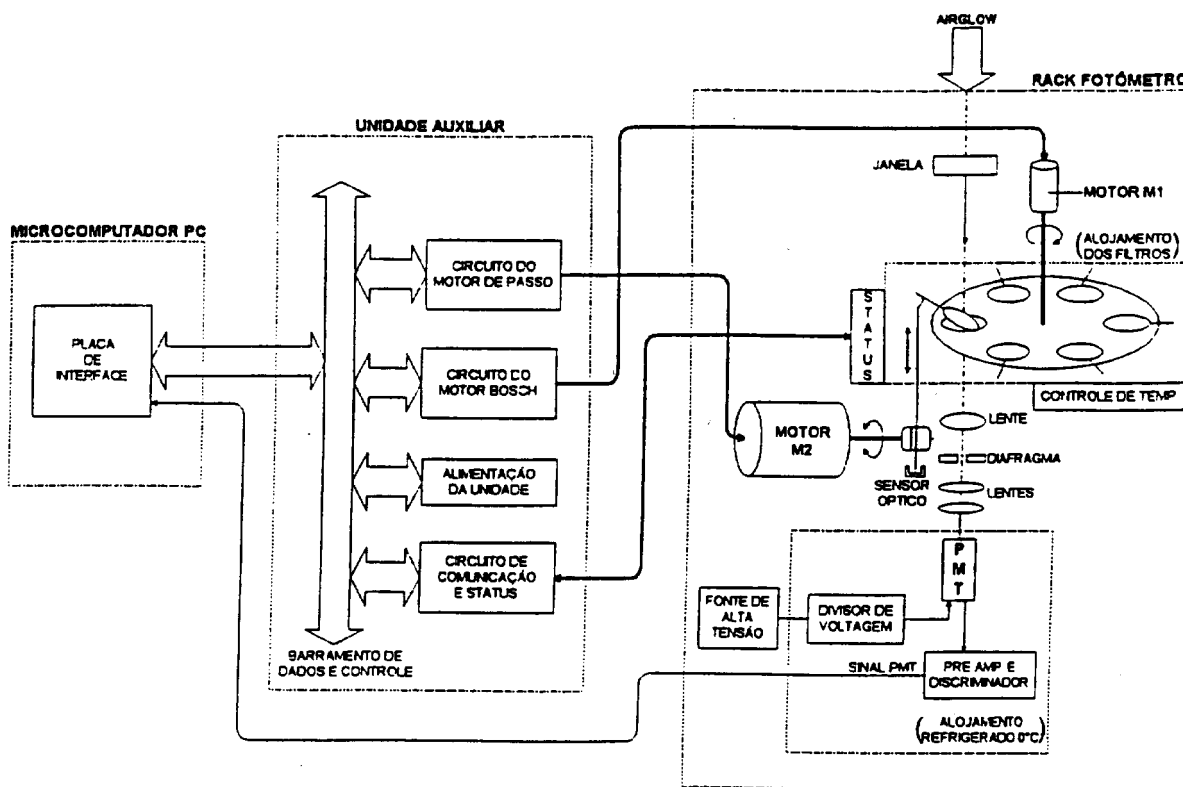 AIRGLOW
RACK FOTÔMETRO
UNIDADE AUXILIAR
JANELA
MOTOR M1
MICROCOMPUTADOR PC
(ALOJAMENTO
DOS FILTROS)
CIRCUITO DO
MOTOR DE PASSO
STATUS
PLACA
DE
INTERFACE
CIRCUITO DO
MOTOR BOSCH
CONTROLE DE TEMP
LENTE
MOTOR
M2
DIAFRAGMA
SENSOR
OPTICO
LENTES
ALIMENTAÇÃO
DA UNIDADE
CIRCUITO DE
COMUNICAÇÃO
E STATUS
PMT
FONTE DE
ALTA
TENSÃO
DIVISOR DE
VOLTAGEM
BARRAMENTO DE
DADOS E CONTROLE
SINAL PMT
PRE AMP E
DISCRIMINADOR
(ALOJAMENTO
REFRIGERADO 0°C)